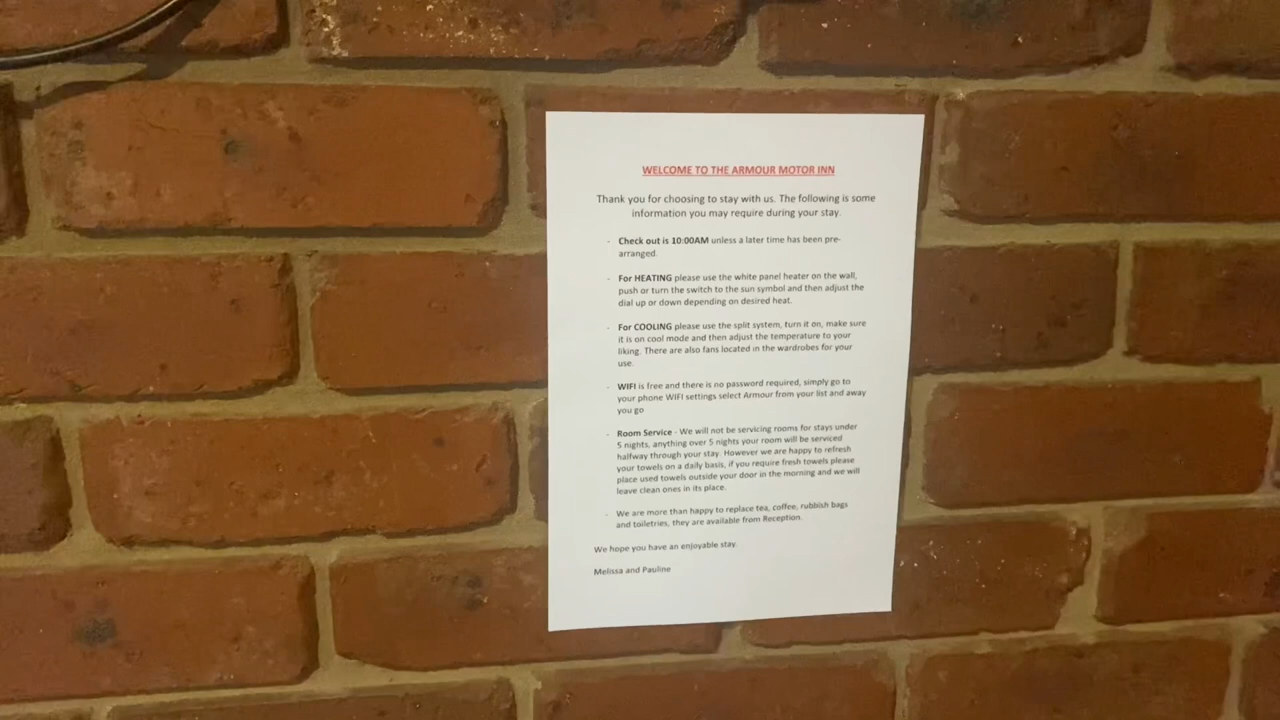 WELCOME TO THE ARMOUR MOTOR INN
Thank you for choosing to stay with us. The following is some
information you may require during your stay.
- Check out is 10:00AM unless a later time has been pre-
arranged.
- For HEATING please use the white panel heater on the wall,
push or turn the switch to the sun symbol and then adjust the
dial up or down depending on desired heat.
- For COOLING please use the split system, turn it on, make sure
it is on cool mode and then adjust the temperature to your
liking. There are also fans located in the wardrobes for your
use.
- WIFI is free and there is no password required, simply go to
your phone WIFI settings select Armour from your list and away
you go
- Room Service - We will not be servicing rooms for stays under
5 nights, anything over 5 nights your room will be serviced
halfway through your stay. However we are happy to refresh
your towels on a daily basis, if you require fresh towels please
place used towels outside your door in the morning and we will
leave clean ones in its place.
- We are more than happy to replace tea, coffee, rubbish bags
and toiletries, they are available from Reception.
We hope you have an enjoyable stay.
Melissa and Pauline